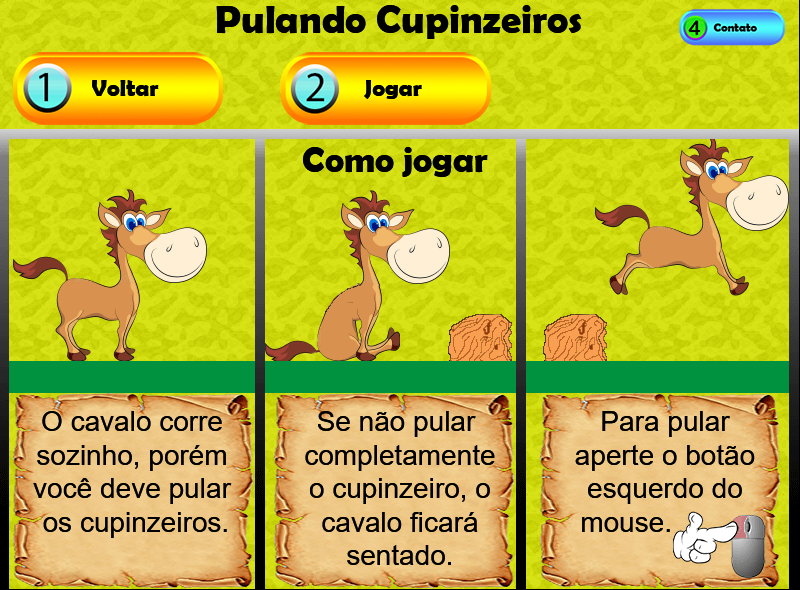 Pulando Cupinzeiros
4 Contato
1 Voltar
2 Jogar
Como jogar
O cavalo corre
sozinho, porém
você deve pular
os cupinzeiros.
Se não pular
completamente
o cupinzeiro, o
cavalo ficará
sentado.
Para pular
aperte o botão
esquerdo do
mouse.